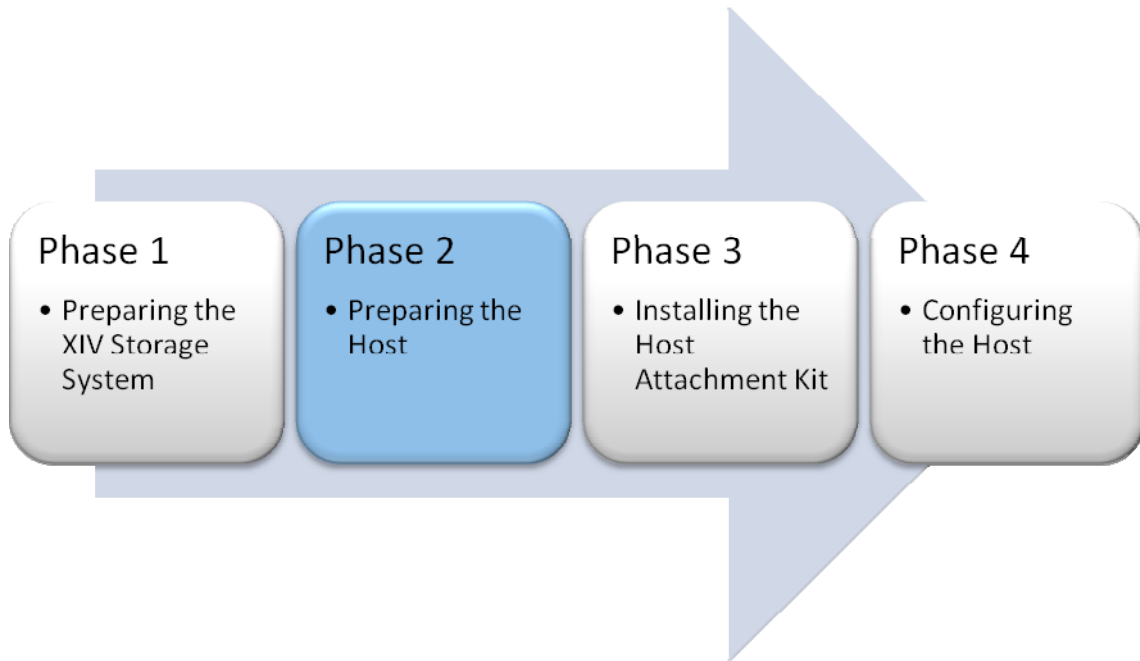 Phase 1
• Preparing the
XIV Storage
System
Phase 2
• Preparing the
Host
Phase 3
• Installing the
Host
Attachment Kit
Phase 4
• Configuring
the Host